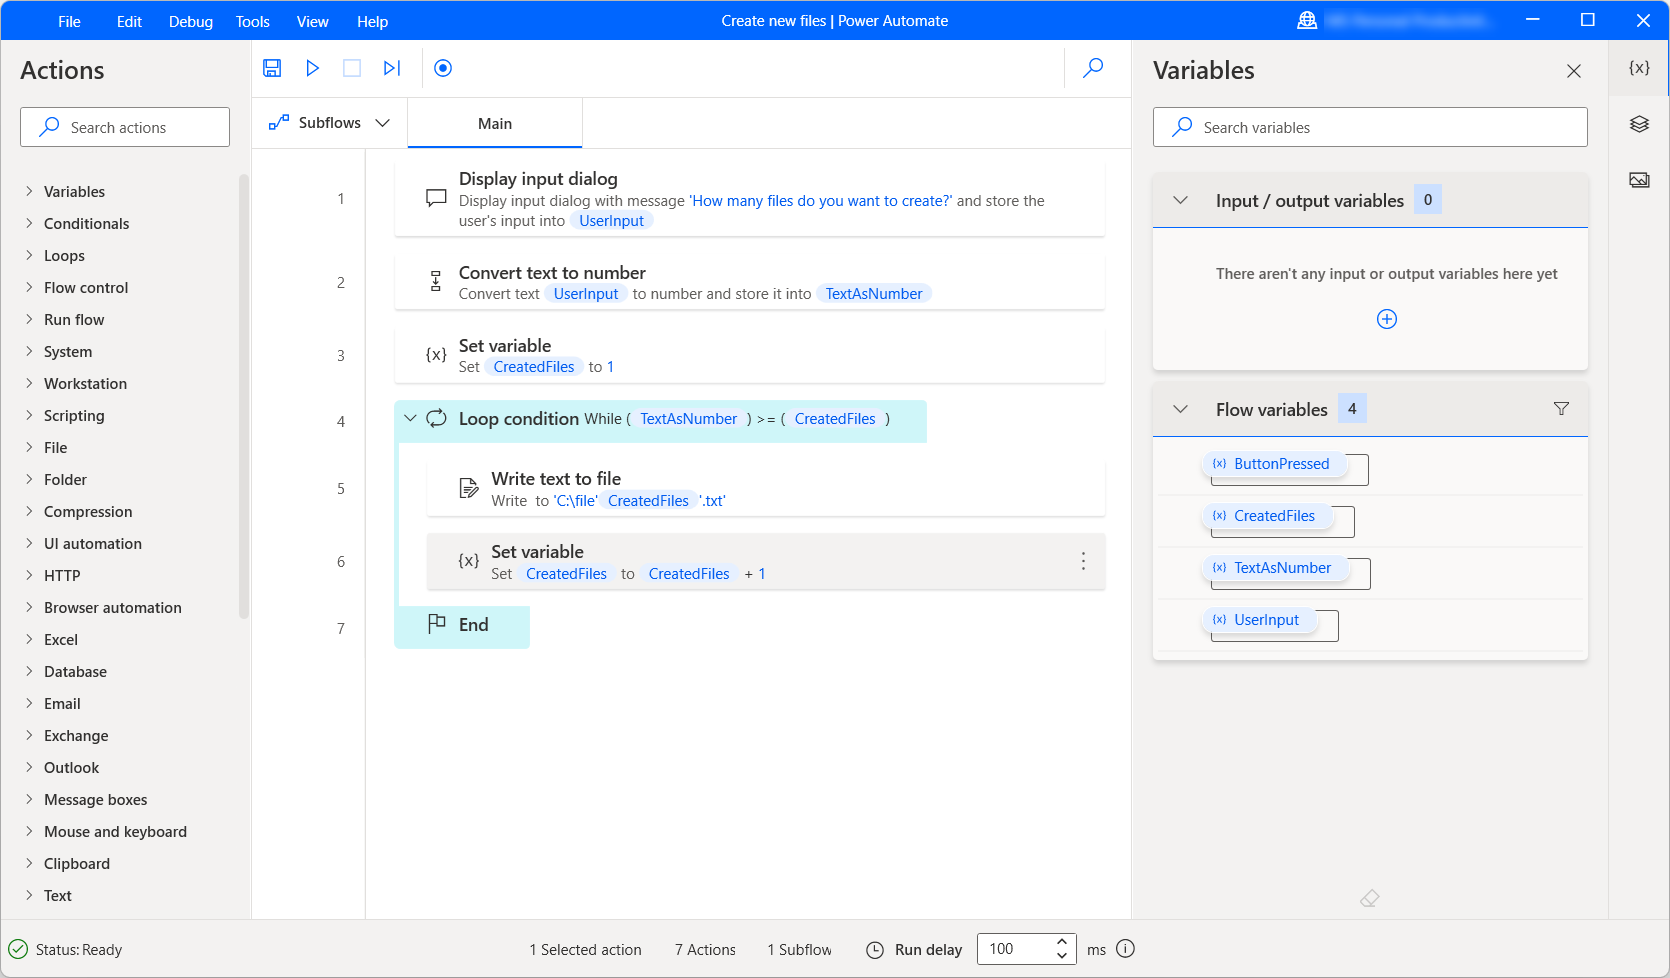 File Edit Debug Tools View Help
Create new files | Power Automate
Actions
Search actions
Variables
Conditionals
Loops
Flow control
Run flow
System
Workstation
Scripting
File
Folder
Compression
UI automation
HTTP
Browser automation
Excel
Database
Email
Exchange
Outlook
Message boxes
Mouse and keyboard
Clipboard
Text
Subflows
Main
1
Display input dialog
Display input dialog with message 'How many files do you want to create?' and store the
user's input into UserInput
2
Convert text to number
Convert text UserInput to number and store it into TextAsNumber
3
{x}
Set variable
Set CreatedFiles to 1
4
Loop condition While ( TextAsNumber ) >= ( CreatedFiles )
5
Write text to file
Write to 'C:\file' CreatedFiles '.txt'
6
{x}
Set variable
Set CreatedFiles to CreatedFiles + 1
7
End
Variables
{x}
Search variables
Input / output variables 0
There aren't any input or output variables here yet
Flow variables 4
{x} ButtonPressed
{x} CreatedFiles
{x} TextAsNumber
{x} UserInput
Status: Ready
1 Selected action
7 Actions
1 Subflow
Run delay 100 ms